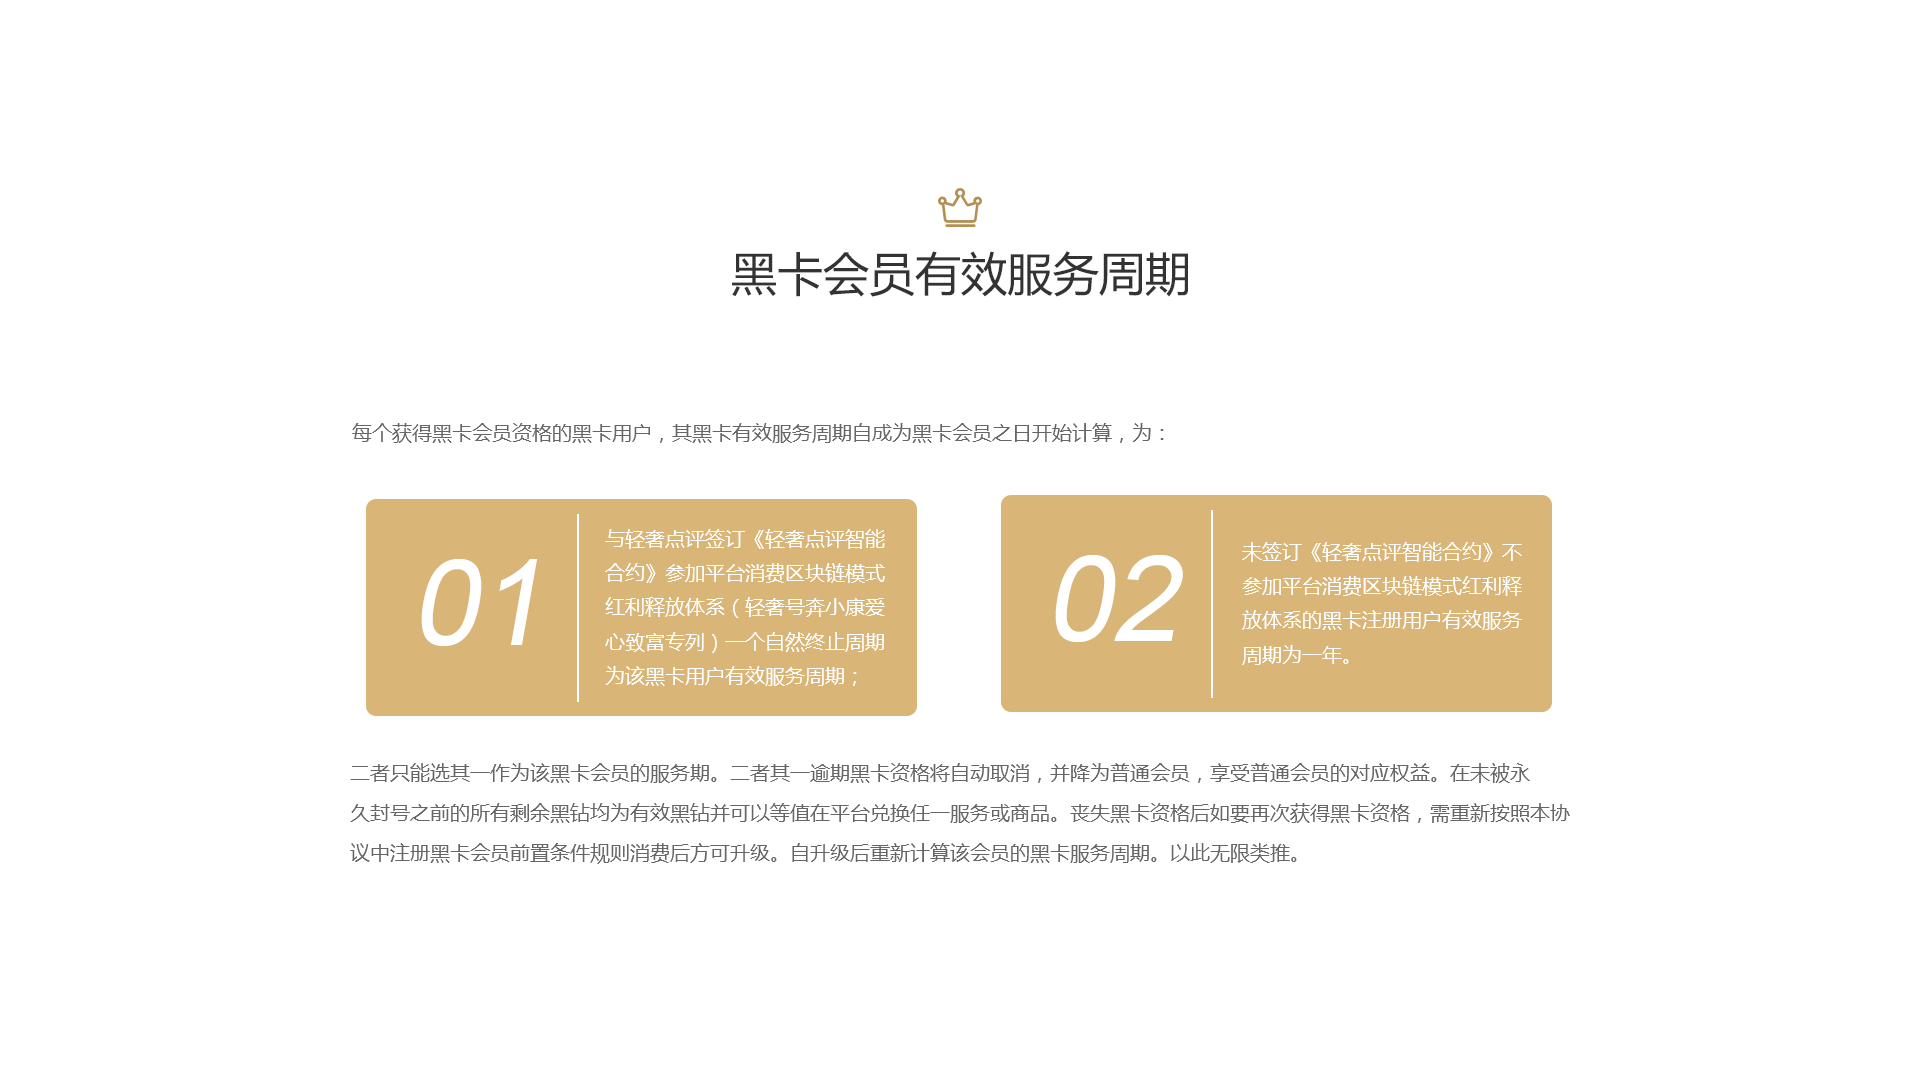 黑卡会员有效服务周期
每个获得黑卡会员资格的黑卡用户，其黑卡有效服务周期自成为黑卡会员之日开始计算，为：
01
与轻奢点评签订《轻奢点评智能
合约》参加平台消费区块链模式
红利释放体系（轻奢号奔小康爱
心致富专列）一个自然终止周期
为该黑卡用户有效服务周期；
02
未签订《轻奢点评智能合约》不
参加平台消费区块链模式红利释
放体系的黑卡注册用户有效服务
周期为一年。
二者只能选其一作为该黑卡会员的服务期。二者其一逾期黑卡资格将自动取消，并降为普通会员，享受普通会员的对应权益。在未被永
久封号之前的所有剩余黑钻均为有效黑钻并可以等值在平台兑换任一服务或商品。丧失黑卡资格后如要再次获得黑卡资格，需重新按照本协
议中注册黑卡会员前置条件规则消费后方可升级。自升级后重新计算该会员的黑卡服务周期。以此无限类推。